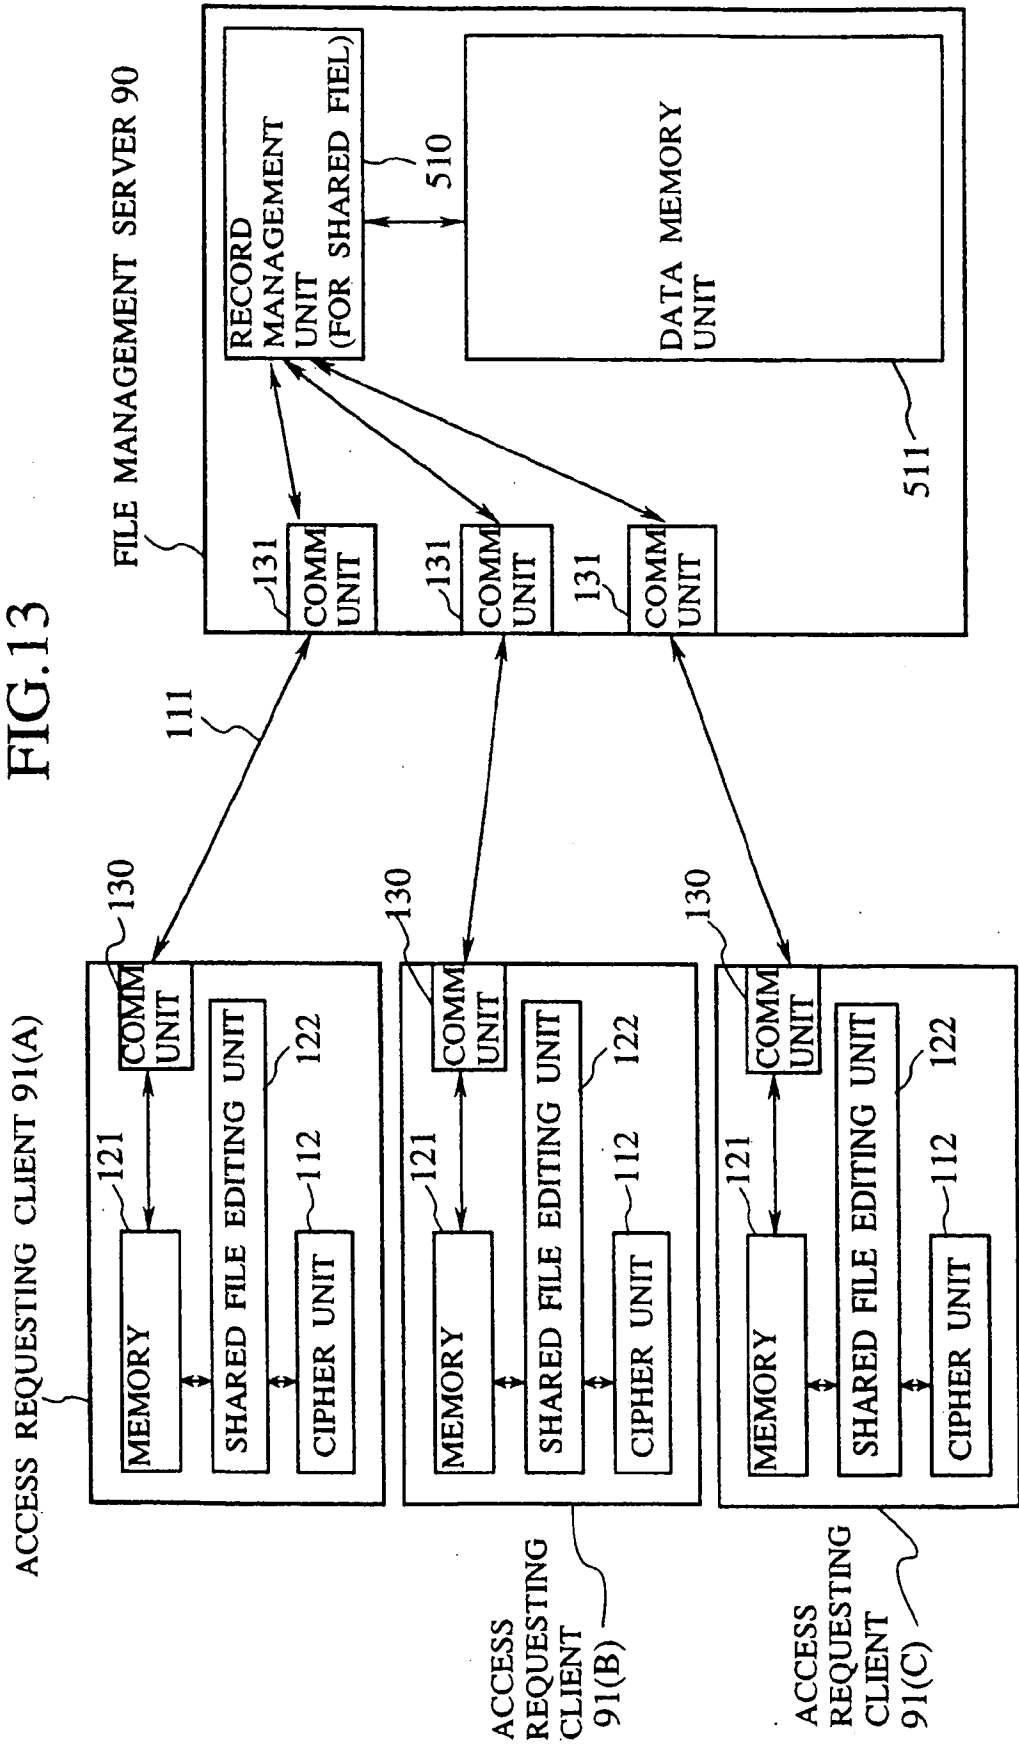 FIG.13
ACCESS REQUESTING CLIENT 91(A)
121
130
MEMORY
COMM
UNIT
SHARED FILE EDITING UNIT
122
CIPHER UNIT
112
111
FILE MANAGEMENT SERVER 90
131
COMM
UNIT
RECORD
MANAGEMENT
UNIT
(FOR SHARED FIEL)
510
ACCESS
REQUESTING
CLIENT
91(B)
121
130
MEMORY
COMM
UNIT
SHARED FILE EDITING UNIT
122
CIPHER UNIT
112
131
COMM
UNIT
DATA MEMORY
UNIT
511
ACCESS
REQUESTING
CLIENT
91(C)
121
130
MEMORY
COMM
UNIT
SHARED FILE EDITING UNIT
122
CIPHER UNIT
112
131
COMM
UNIT